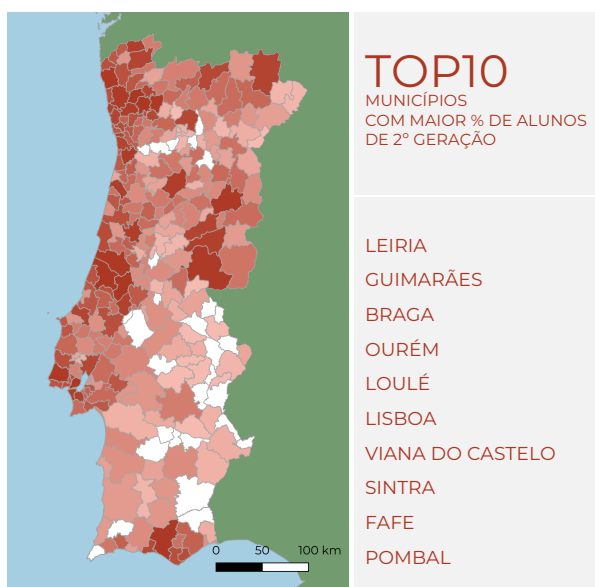 TOP10
MUNICÍPIOS
COM MAIOR % DE ALUNOS
DE 2º GERAÇÃO
LEIRIA
GUIMARÃES
BRAGA
OURÉM
LOULÉ
LISBOA
VIANA DO CASTELO
SINTRA
FAFE
POMBAL
0 50 100 km